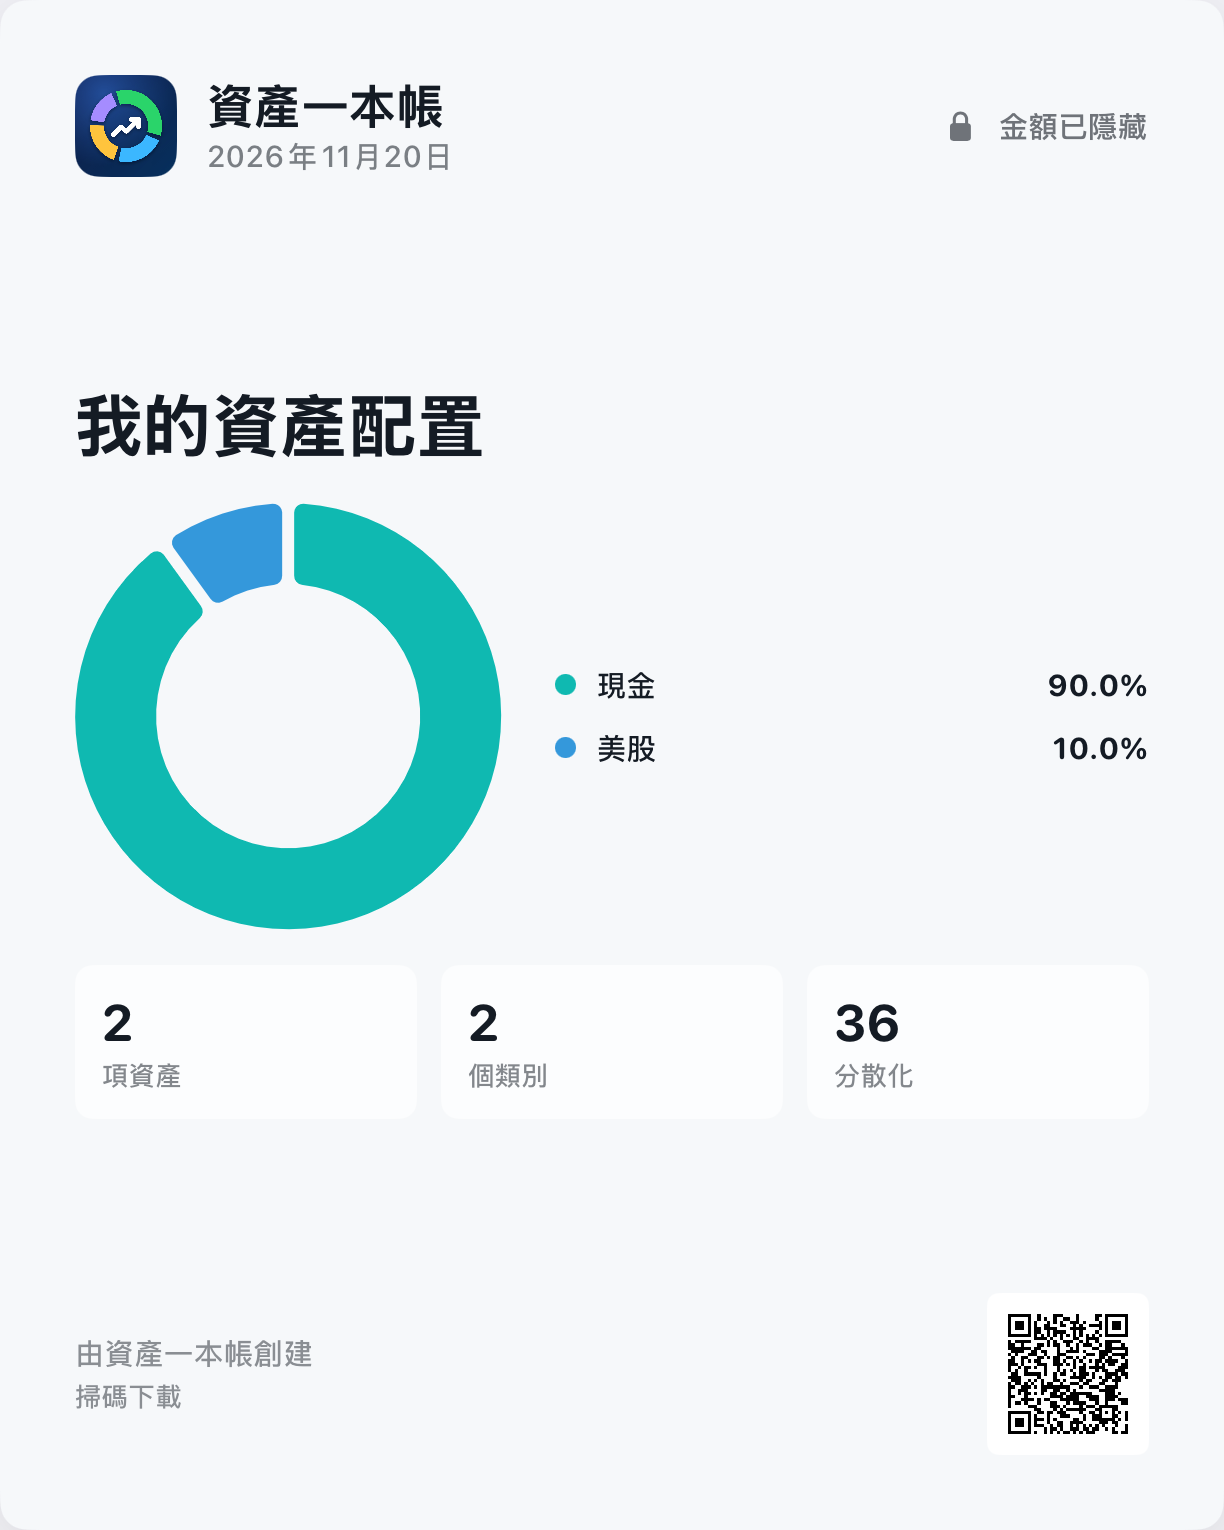 資產一本帳
2026年11月20日
金額已隱藏
我的資產配置
現金 90.0%
美股 10.0%
2
項資產
2
個類別
36
分散化
由資產一本帳創建
掃碼下載